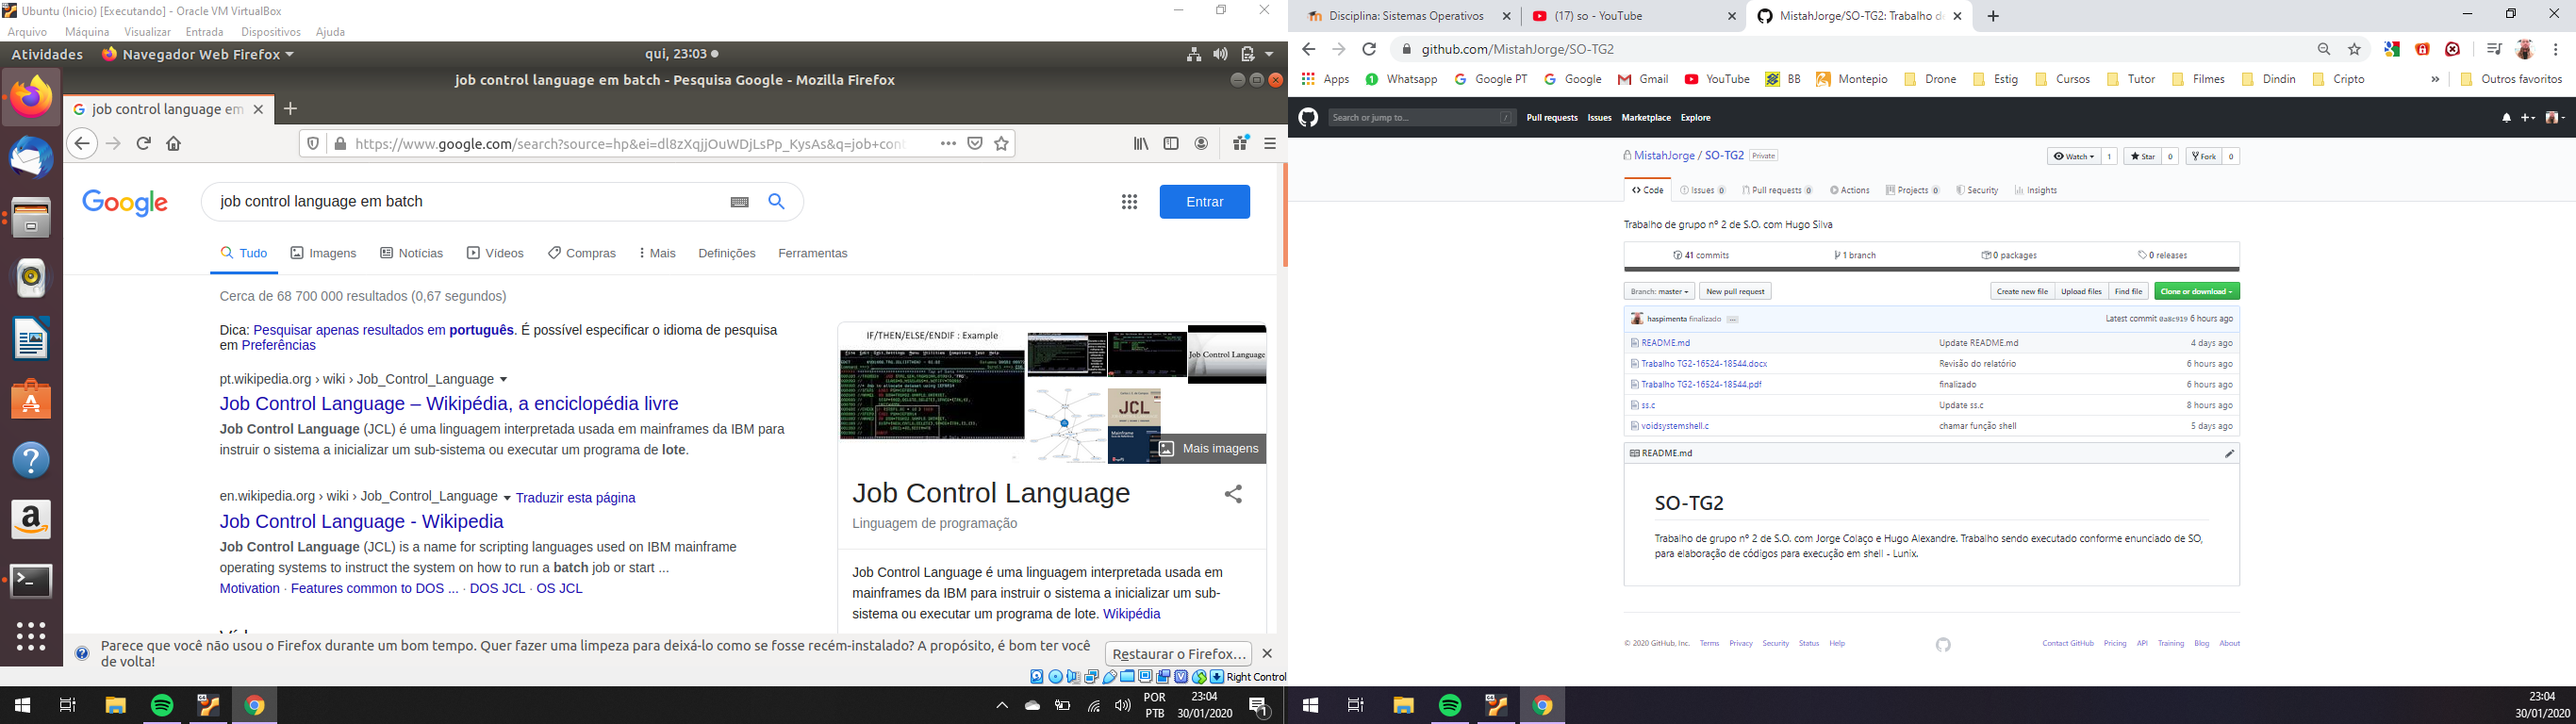 Ubuntu (Inicio) [Executando] - Oracle VM VirtualBox
Arquivo Máquina Visualizar Entrada Dispositivos Ajuda
Atividades Navegador Web Firefox qui, 23:03
job control language em batch - Pesquisa Google - Mozilla Firefox
job control language em
https://www.google.com/search?source=hp&ei=dl8zXqjjOuWDjLsPp_KysAs&q=job+cont
Google job control language em batch Entrar
Tudo Imagens Notícias Vídeos Compras Mais Definições Ferramentas
Cerca de 68 700 000 resultados (0,67 segundos)
Dica: Pesquisar apenas resultados em português. É possível especificar o idioma de pesquisa
em Preferências
pt.wikipedia.org › wiki › Job_Control_Language
Job Control Language – Wikipédia, a enciclopédia livre
Job Control Language (JCL) é uma linguagem interpretada usada em mainframes da IBM para
instruir o sistema a inicializar um sub-sistema ou executar um programa de lote.
en.wikipedia.org › wiki › Job_Control_Language Traduzir esta página
Job Control Language - Wikipedia
Job Control Language (JCL) is a name for scripting languages used on IBM mainframe
operating systems to instruct the system on how to run a batch job or start ...
Motivation · Features common to DOS ... · DOS JCL · OS JCL
IF/THEN/ELSE/ENDIF : Example
Job Control Language
JCL
Mais imagens
Job Control Language
Linguagem de programação
Job Control Language é uma linguagem interpretada usada em
mainframes da IBM para instruir o sistema a inicializar um sub-
sistema ou executar um programa de lote. Wikipédia
Parece que você não usou o Firefox durante um bom tempo. Quer fazer uma limpeza para deixá-lo como se fosse recém-instalado? A propósito, é bom ter você
de volta!
Restaurar o Firefox...
Right Control
POR
PTB
23:04
30/01/2020
1
Disciplina: Sistemas Operativos (17) so - YouTube MistahJorge/SO-TG2: Trabalho de
github.com/MistahJorge/SO-TG2
Apps Whatsapp Google PT Google Gmail YouTube BB Montepio Drone Estig Cursos Tutor Filmes Dindin Cripto » Outros favoritos
Search or jump to... / Pull requests Issues Marketplace Explore
MistahJorge / SO-TG2 Private Watch 1 Star 0 Fork 0
Code Issues 0 Pull requests 0 Actions Projects 0 Security Insights
Trabalho de grupo nº 2 de S.O. com Hugo Silva
41 commits 1 branch 0 packages 0 releases
Branch: master New pull request Create new file Upload files Find file Clone or download
haspimenta finalizado ... Latest commit 0a8c919 6 hours ago
README.md Update README.md 4 days ago
Trabalho TG2-16524-18544.docx Revisão do relatório 6 hours ago
Trabalho TG2-16524-18544.pdf finalizado 6 hours ago
ss.c Update ss.c 8 hours ago
voidsystemshell.c chamar função shell 5 days ago
README.md
SO-TG2
Trabalho de grupo nº 2 de S.O. com Jorge Colaço e Hugo Alexandre. Trabalho sendo executado conforme enunciado de SO,
para elaboração de códigos para execução em shell - Lunix.
© 2020 GitHub, Inc. Terms Privacy Security Status Help Contact GitHub Pricing API Training Blog About
23:04
30/01/2020